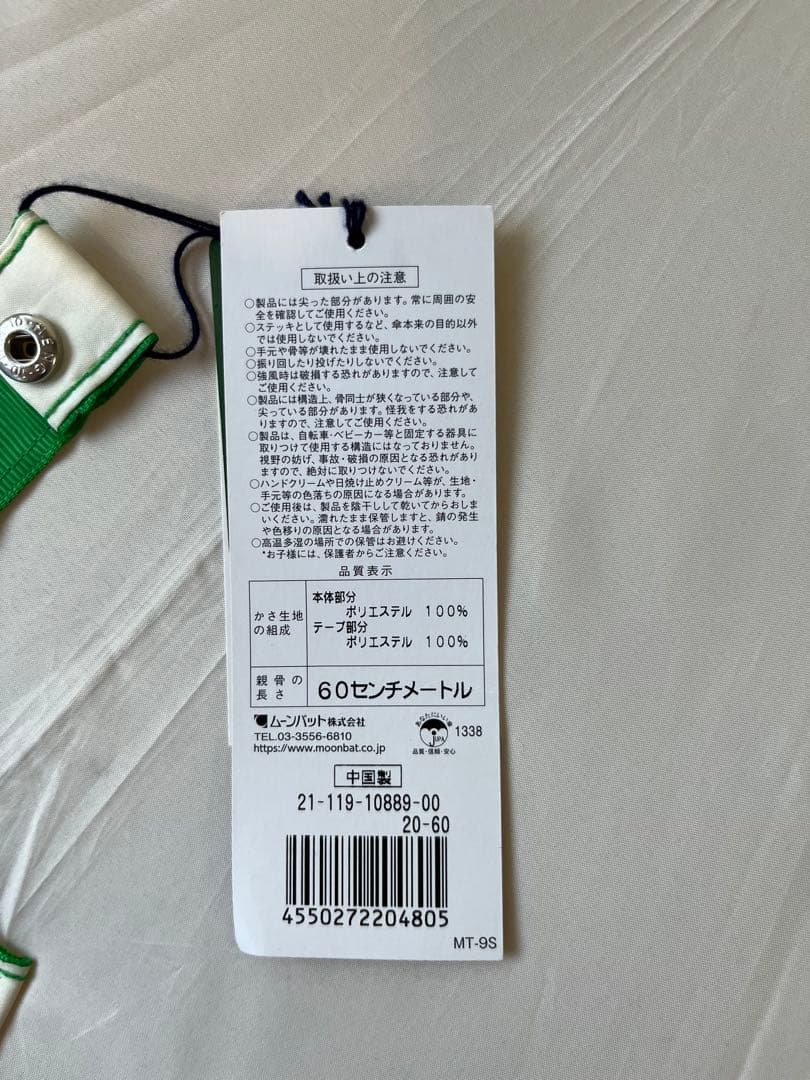 取扱い上の注意
○製品には尖った部分があります。常に周囲の安
全を確認してご使用ください。
○ステッキとして使用するなど、傘本来の目的以外
では使用しないでください。
○手元や骨等が壊れたまま使用しないでください。
○振り回したり投げたりしないでください。
○強風時は破損する恐れがありますので、注意して
ご使用ください。
○製品には構造上、骨同士が狭くなっている部分や、
尖っている部分があります。怪我をする恐れがあ
りますので、注意してご使用ください。
○製品は、自転車・ベビーカー等と固定する器具に
取りつけて使用する構造にはなっておりません。
視野の妨げ、事故・破損の原因となる恐れがあり
ますので、絶対に取りつけないでください。
○ハンドクリームや日焼け止めクリーム等が、生地・
手元等の色落ちの原因になる場合があります。
○ご使用後は、製品を陰干しして乾いてからおしま
いください。濡れたまま保管しますと、錆の発生
や色移りの原因となる場合があります。
○高温多湿の場所での保管はお避けください。
*お子様には、保護者からご注意ください。
品質表示
かさ生地
の組成
本体部分
ポリエステル 100%
テープ部分
ポリエステル 100%
親骨の
長さ
60センチメートル
ムーンバット株式会社
TEL.03-3556-6810
https://www.moonbat.co.jp
あなたにいい傘
JUPA
品質・信頼・安心
1338
中国製
21-119-10889-00
20-60
4550272204805
MT-9S